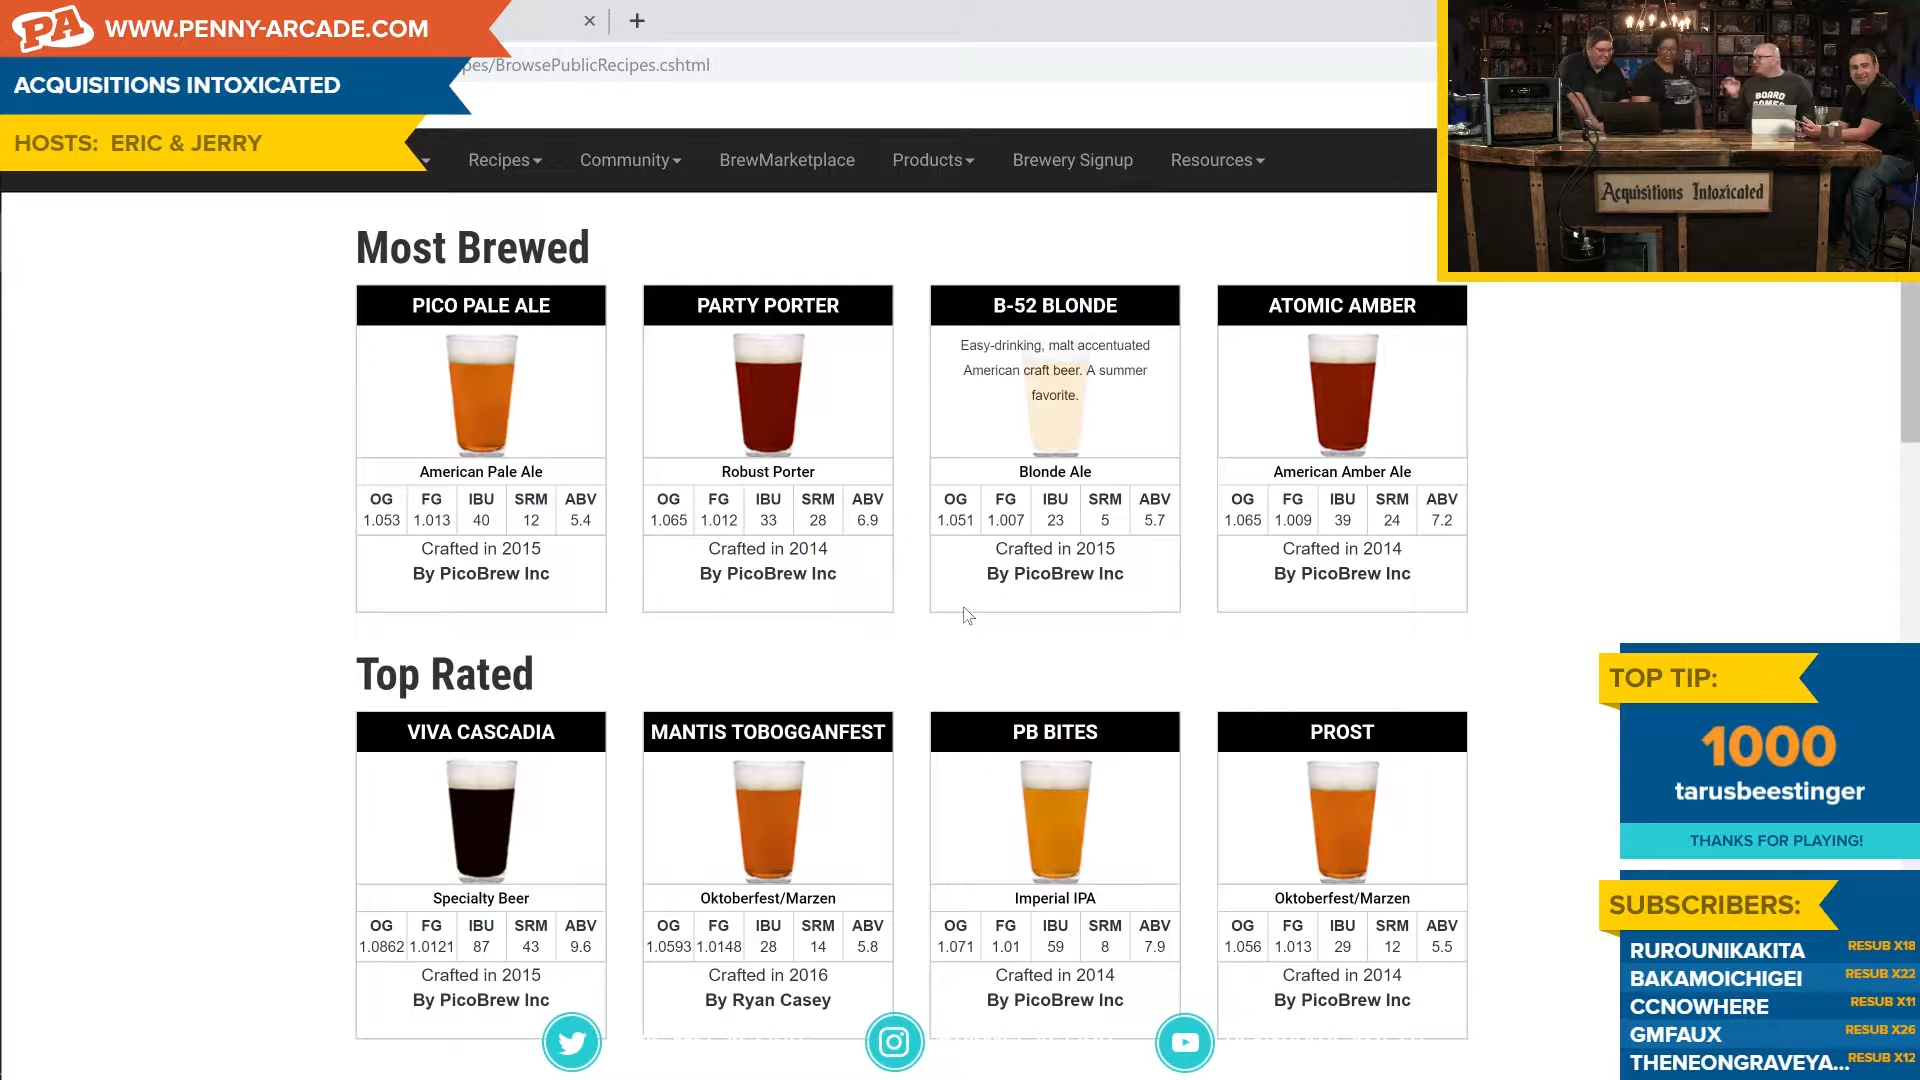 PA WWW.PENNY-ARCADE.COM
ACQUISITIONS INTOXICATED
HOSTS: ERIC & JERRY
pes/BrowsePublicRecipes.cshtml
Recipes Community BrewMarketplace Products Brewery Signup Resources
BOARD
GAMES
Acquisitions Intoxicated
Most Brewed
PICO PALE ALE
American Pale Ale
OG FG IBU SRM ABV
1.053 1.013 40 12 5.4
Crafted in 2015
By PicoBrew Inc
PARTY PORTER
Robust Porter
OG FG IBU SRM ABV
1.065 1.012 33 28 6.9
Crafted in 2014
By PicoBrew Inc
B-52 BLONDE
Easy-drinking, malt accentuated
American craft beer. A summer
favorite.
Blonde Ale
OG FG IBU SRM ABV
1.051 1.007 23 5 5.7
Crafted in 2015
By PicoBrew Inc
ATOMIC AMBER
American Amber Ale
OG FG IBU SRM ABV
1.065 1.009 39 24 7.2
Crafted in 2014
By PicoBrew Inc
Top Rated
VIVA CASCADIA
Specialty Beer
OG FG IBU SRM ABV
1.0862 1.0121 87 43 9.6
Crafted in 2015
By PicoBrew Inc
MANTIS TOBOGGANFEST
Oktoberfest/Marzen
OG FG IBU SRM ABV
1.0593 1.0148 28 14 5.8
Crafted in 2016
By Ryan Casey
PB BITES
Imperial IPA
OG FG IBU SRM ABV
1.071 1.01 59 8 7.9
Crafted in 2014
By PicoBrew Inc
PROST
Oktoberfest/Marzen
OG FG IBU SRM ABV
1.056 1.013 29 12 5.5
Crafted in 2014
By PicoBrew Inc
TOP TIP:
1000
tarusbeestinger
THANKS FOR PLAYING!
SUBSCRIBERS:
RUROUNIKAKITA RESUB X18
BAKAMOICHIGEI RESUB X22
CCNOWHERE RESUB X11
GMFAUX RESUB X26
THENEONGRAVEYA... RESUB X12